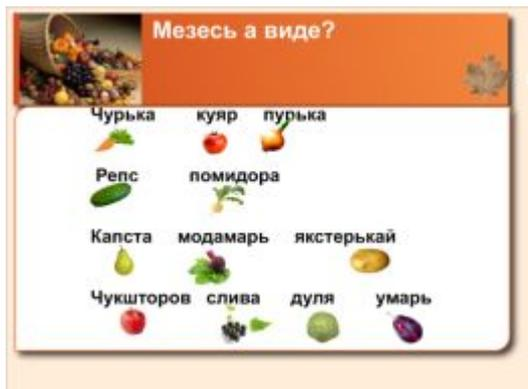 Мезесь а виде?
Чурька куяр пурька
Репс помидора
Капста модамарь якстерькай
Чукшторов слива дуля умарь